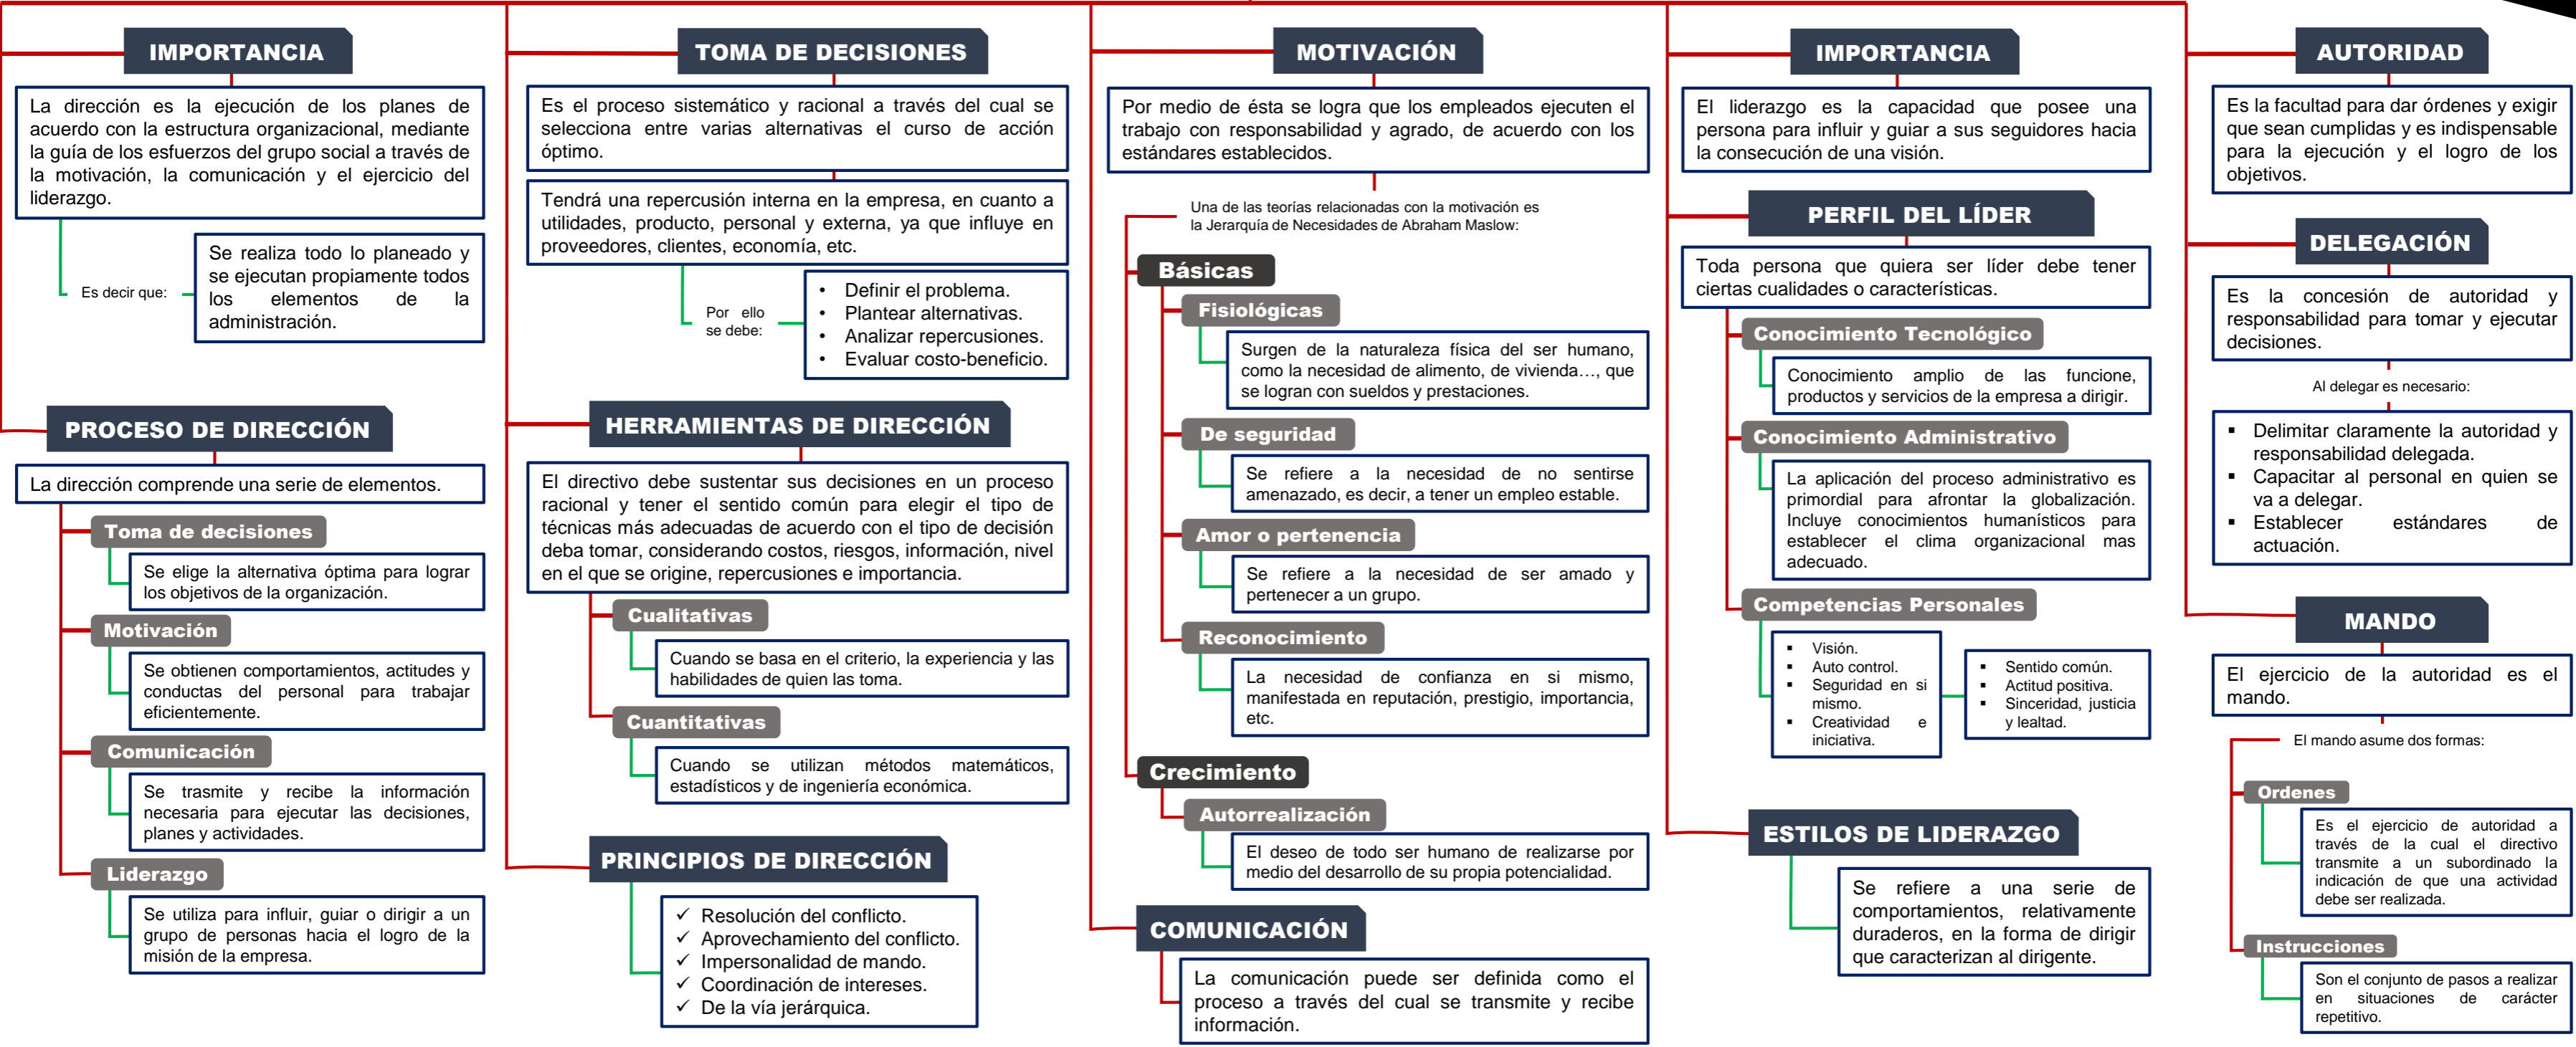 IMPORTANCIA
La dirección es la ejecución de los planes de
acuerdo con la estructura organizacional, mediante
la guía de los esfuerzos del grupo social a través de
la motivación, la comunicación y el ejercicio del
liderazgo.
Es decir que:
Se realiza todo lo planeado y
se ejecutan propiamente todos
los elementos de la
administración.
PROCESO DE DIRECCIÓN
La dirección comprende una serie de elementos.
Toma de decisiones
Se elige la alternativa óptima para lograr
los objetivos de la organización.
Motivación
Se obtienen comportamientos, actitudes y
conductas del personal para trabajar
eficientemente.
Comunicación
Se trasmite y recibe la información
necesaria para ejecutar las decisiones,
planes y actividades.
Liderazgo
Se utiliza para influir, guiar o dirigir a un
grupo de personas hacia el logro de la
misión de la empresa.
TOMA DE DECISIONES
Es el proceso sistemático y racional a través del cual se
selecciona entre varias alternativas el curso de acción
óptimo.
Tendrá una repercusión interna en la empresa, en cuanto a
utilidades, producto, personal y externa, ya que influye en
proveedores, clientes, economía, etc.
Por ello
se debe:
• Definir el problema.
• Plantear alternativas.
• Analizar repercusiones.
• Evaluar costo-beneficio.
HERRAMIENTAS DE DIRECCIÓN
El directivo debe sustentar sus decisiones en un proceso
racional y tener el sentido común para elegir el tipo de
técnicas más adecuadas de acuerdo con el tipo de decisión
deba tomar, considerando costos, riesgos, información, nivel
en el que se origine, repercusiones e importancia.
Cualitativas
Cuando se basa en el criterio, la experiencia y las
habilidades de quien las toma.
Cuantitativas
Cuando se utilizan métodos matemáticos,
estadísticos y de ingeniería económica.
PRINCIPIOS DE DIRECCIÓN
✓ Resolución del conflicto.
✓ Aprovechamiento del conflicto.
✓ Impersonalidad de mando.
✓ Coordinación de intereses.
✓ De la vía jerárquica.
MOTIVACIÓN
Por medio de ésta se logra que los empleados ejecuten el
trabajo con responsabilidad y agrado, de acuerdo con los
estándares establecidos.
Una de las teorías relacionadas con la motivación es
la Jerarquía de Necesidades de Abraham Maslow:
Básicas
Fisiológicas
Surgen de la naturaleza física del ser humano,
como la necesidad de alimento, de vivienda…, que
se logran con sueldos y prestaciones.
De seguridad
Se refiere a la necesidad de no sentirse
amenazado, es decir, a tener un empleo estable.
Amor o pertenencia
Se refiere a la necesidad de ser amado y
pertenecer a un grupo.
Reconocimiento
La necesidad de confianza en si mismo,
manifestada en reputación, prestigio, importancia,
etc.
Crecimiento
Autorrealización
El deseo de todo ser humano de realizarse por
medio del desarrollo de su propia potencialidad.
COMUNICACIÓN
La comunicación puede ser definida como el
proceso a través del cual se transmite y recibe
información.
IMPORTANCIA
El liderazgo es la capacidad que posee una
persona para influir y guiar a sus seguidores hacia
la consecución de una visión.
PERFIL DEL LÍDER
Toda persona que quiera ser líder debe tener
ciertas cualidades o características.
Conocimiento Tecnológico
Conocimiento amplio de las funcione,
productos y servicios de la empresa a dirigir.
Conocimiento Administrativo
La aplicación del proceso administrativo es
primordial para afrontar la globalización.
Incluye conocimientos humanísticos para
establecer el clima organizacional mas
adecuado.
Competencias Personales
▪ Visión.
▪ Auto control.
▪ Seguridad en si
mismo.
▪ Creatividad e
iniciativa.
▪ Sentido común.
▪ Actitud positiva.
▪ Sinceridad, justicia
y lealtad.
ESTILOS DE LIDERAZGO
Se refiere a una serie de
comportamientos, relativamente
duraderos, en la forma de dirigir
que caracterizan al dirigente.
AUTORIDAD
Es la facultad para dar órdenes y exigir
que sean cumplidas y es indispensable
para la ejecución y el logro de los
objetivos.
DELEGACIÓN
Es la concesión de autoridad y
responsabilidad para tomar y ejecutar
decisiones.
Al delegar es necesario:
▪ Delimitar claramente la autoridad y
responsabilidad delegada.
▪ Capacitar al personal en quien se
va a delegar.
▪ Establecer estándares de
actuación.
MANDO
El ejercicio de la autoridad es el
mando.
El mando asume dos formas:
Ordenes
Es el ejercicio de autoridad a
través de la cual el directivo
transmite a un subordinado la
indicación de que una actividad
debe ser realizada.
Instrucciones
Son el conjunto de pasos a realizar
en situaciones de carácter
repetitivo.